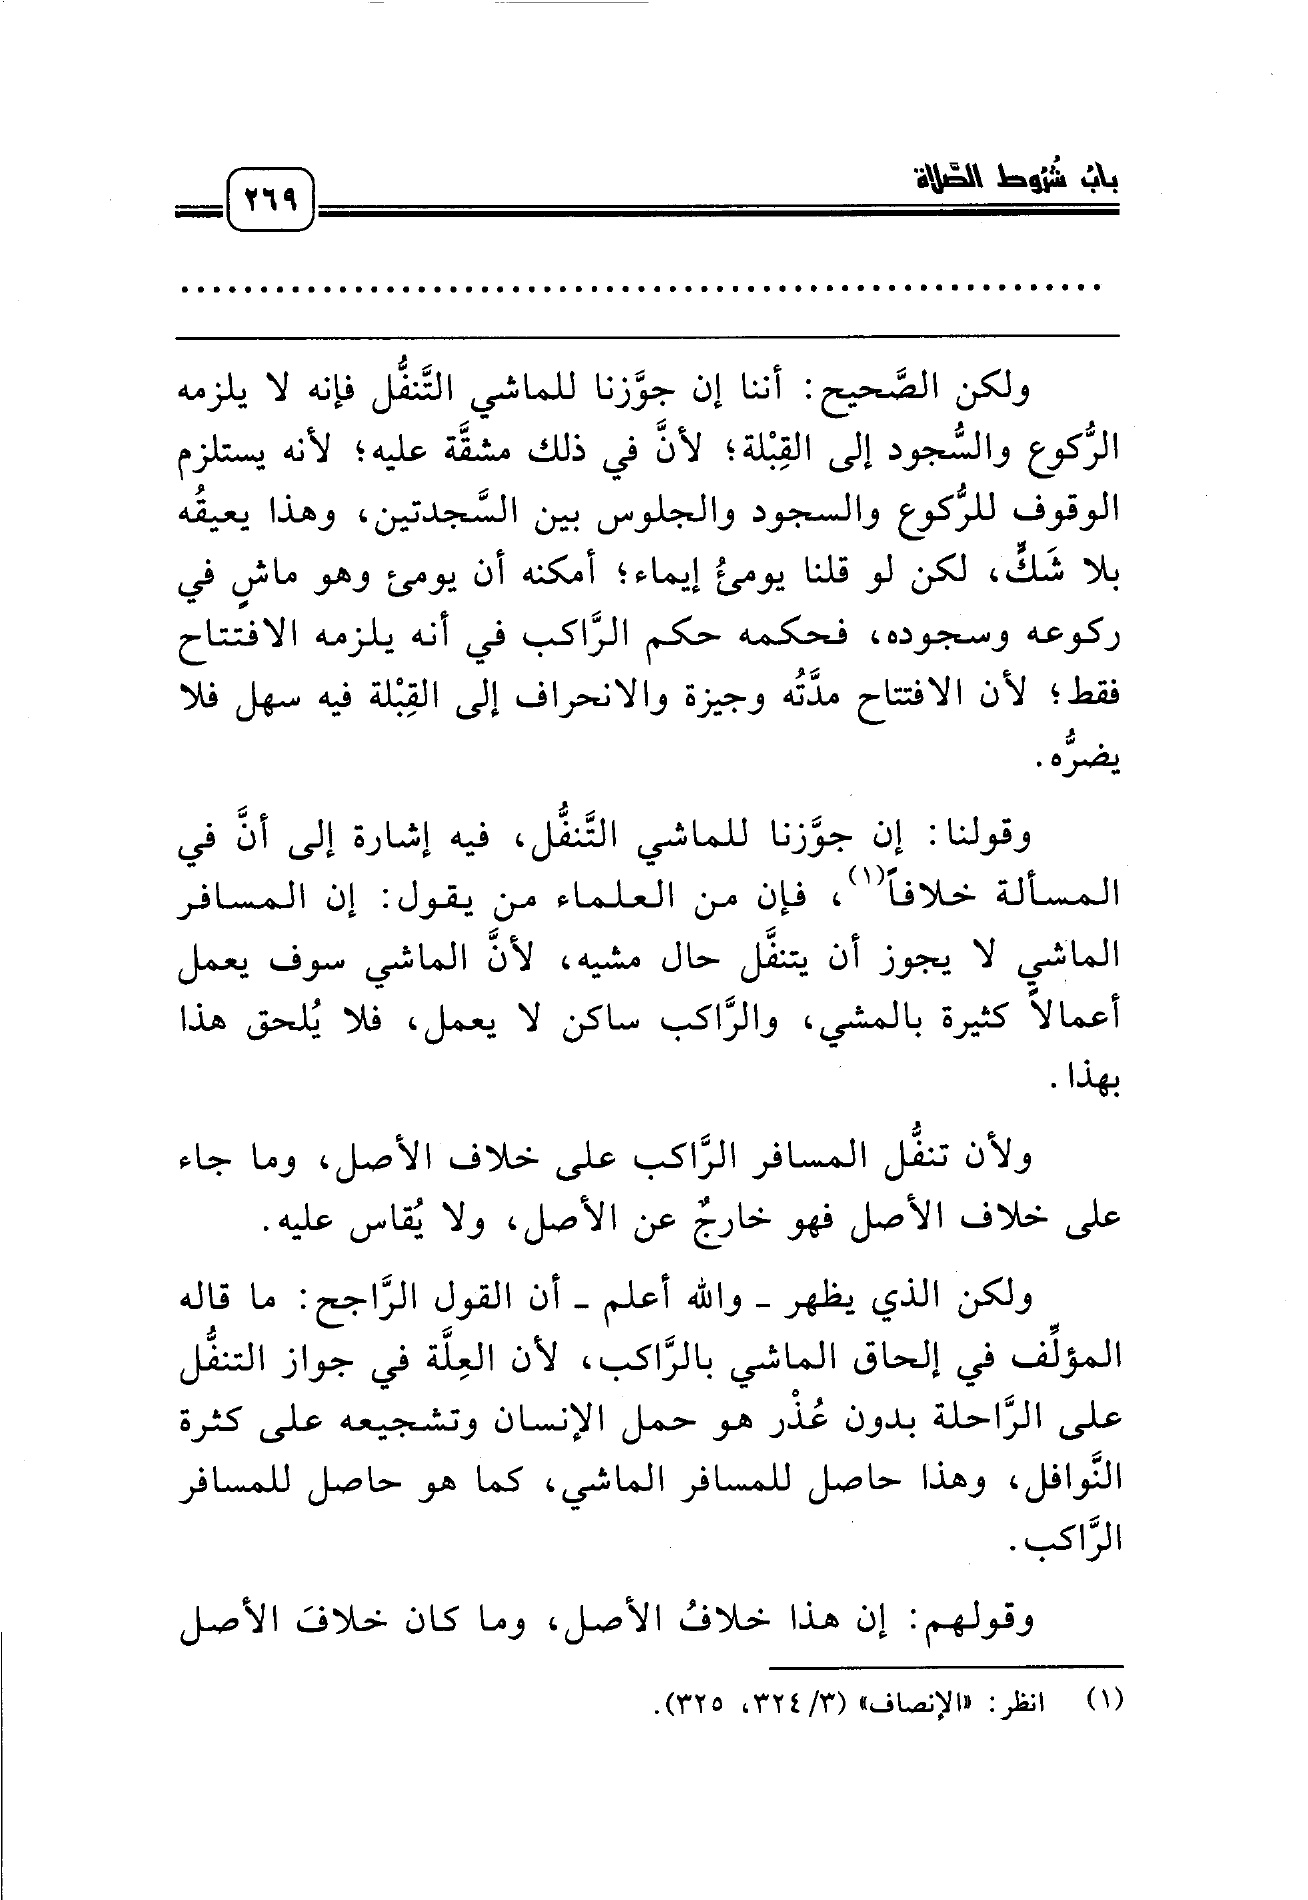 بابُ شُرُوط الصَّلاة
٢٦٩
................................................................
ولكن الصَّحيح: أننا إن جوَّزنا للماشي التَّنفُّل فإنه لا يلزمه
الرُّكوع والسُّجود إلى القِبْلة؛ لأنَّ في ذلك مشقَّة عليه؛ لأنه يستلزم
الوقوف للرُّكوع والسجود والجلوس بين السَّجدتين، وهذا يعيقُه
بلا شَكٍّ، لكن لو قلنا يومئُ إيماء؛ أمكنه أن يومئ وهو ماشٍ في
ركوعه وسجوده، فحكمه حكم الرَّاكب في أنه يلزمه الافتتاح
فقط؛ لأن الافتتاح مدَّتُه وجيزة والانحراف إلى القِبْلة فيه سهل فلا
يضرُّه.
وقولنا: إن جوَّزنا للماشي التَّنفُّل، فيه إشارة إلى أنَّ في
المسألة خلافاً(١)، فإن من العلماء من يقول: إن المسافر
الماشي لا يجوز أن يتنفَّل حال مشيه، لأنَّ الماشي سوف يعمل
أعمالاً كثيرة بالمشي، والرَّاكب ساكن لا يعمل، فلا يُلحق هذا
بهذا.
ولأن تنفُّل المسافر الرَّاكب على خلاف الأصل، وما جاء
على خلاف الأصل فهو خارجٌ عن الأصل، ولا يُقاس عليه.
ولكن الذي يظهر ـ والله أعلم ـ أن القول الرَّاجح: ما قاله
المؤلِّف في إلحاق الماشي بالرَّاكب، لأن العِلَّة في جواز التنفُّل
على الرَّاحلة بدون عُذْر هو حمل الإنسان وتشجيعه على كثرة
النَّوافل، وهذا حاصل للمسافر الماشي، كما هو حاصل للمسافر
الرَّاكب.
وقولهم: إن هذا خلافُ الأصل، وما كان خلافَ الأصل
(١) انظر: «الإنصاف» (٣/٣٢٤، ٣٢٥).